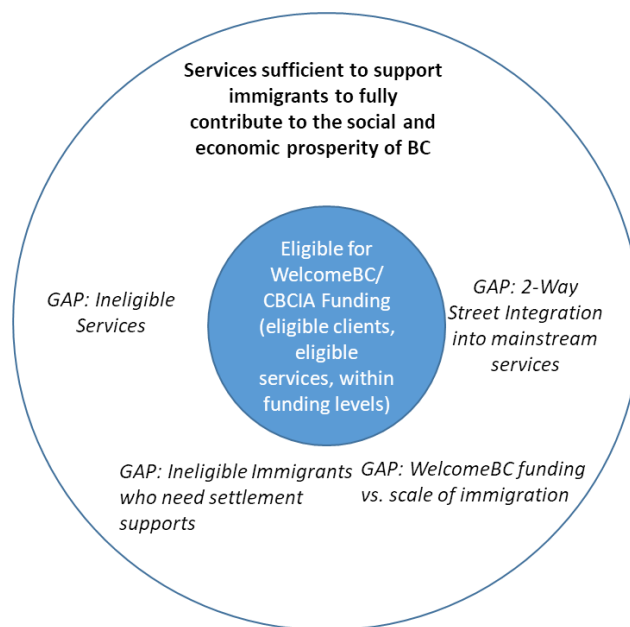 Services sufficient to support
immigrants to fully
contribute to the social and
economic prosperity of BC
Eligible for
WelcomeBC/
CBCIA Funding
(eligible clients,
eligible
services, within
funding levels)
GAP: Ineligible
Services
GAP: 2-Way
Street Integration
into mainstream
services
GAP: Ineligible Immigrants
who need settlement
supports
GAP: WelcomeBC funding
vs. scale of immigration